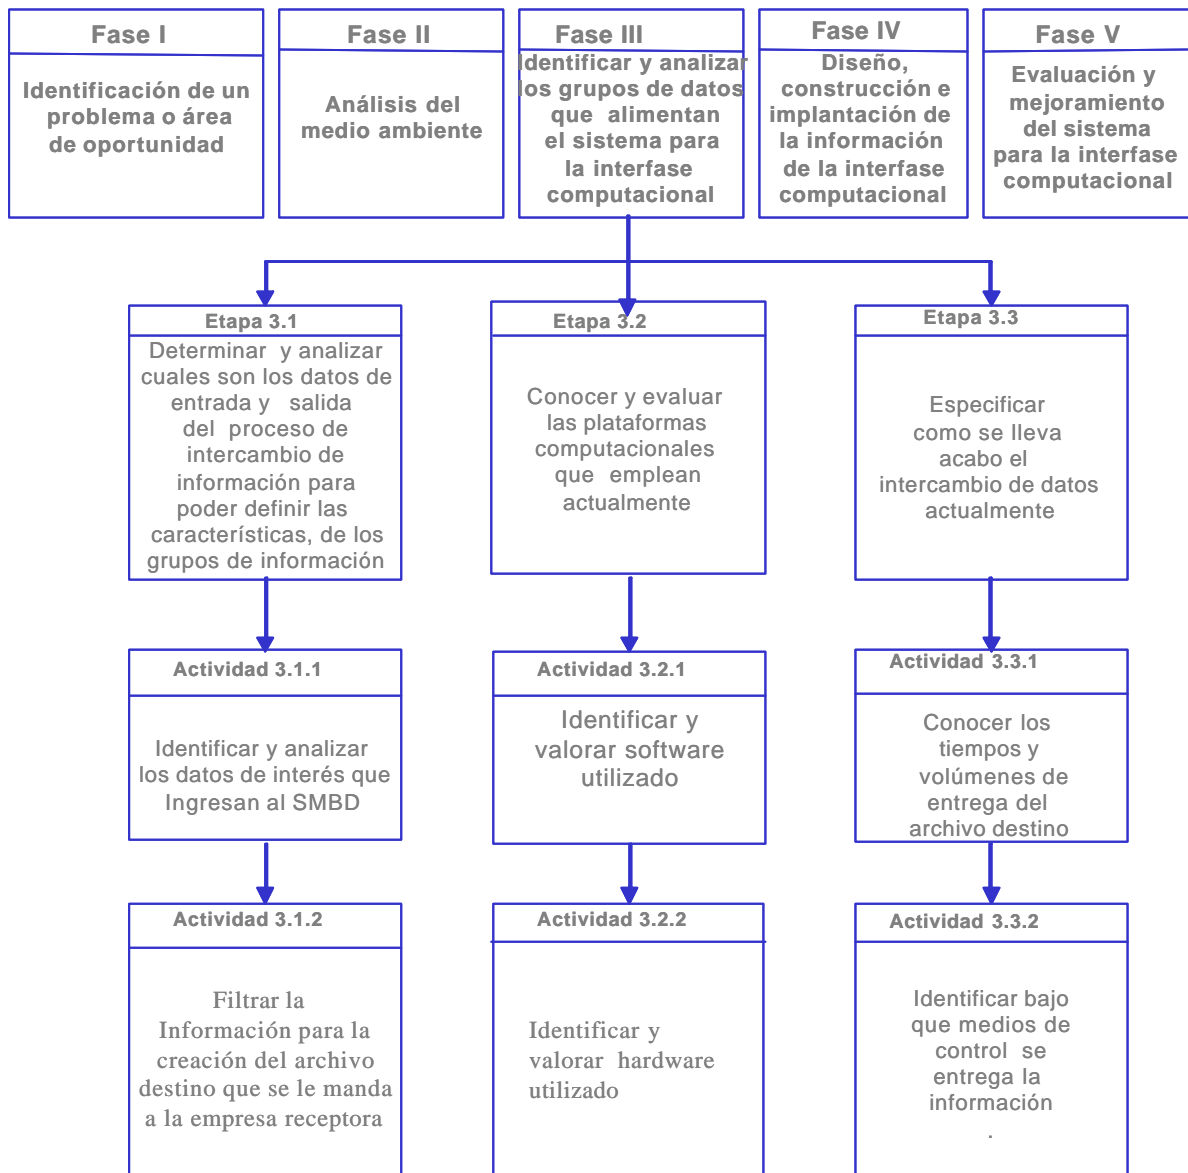 Fase I
Identificación de un
problema o área
de oportunidad
Fase II
Análisis del
medio ambiente
Fase III
Identificar y analizar
los grupos de datos
que alimentan
el sistema para
la interfase
computacional
Fase IV
Diseño,
construcción e
implantación de
la información
de la interfase
computacional
Fase V
Evaluación y
mejoramiento
del sistema
para la interfase
computacional
Etapa 3.1
Determinar y analizar
cuales son los datos de
entrada y salida
del proceso de
intercambio de
información para
poder definir las
características, de los
grupos de información
Etapa 3.2
Conocer y evaluar
las plataformas
computacionales
que emplean
actualmente
Etapa 3.3
Especificar
como se lleva
acabo el
intercambio de datos
actualmente
Actividad 3.1.1
Identificar y analizar
los datos de interés que
Ingresan al SMBD
Actividad 3.2.1
Identificar y
valorar software
utilizado
Actividad 3.3.1
Conocer los
tiempos y
volúmenes de
entrega del
archivo destino
Actividad 3.1.2
Filtrar la
Información para la
creación del archivo
destino que se le manda
a la empresa receptora
Actividad 3.2.2
Identificar y
valorar hardware
utilizado
Actividad 3.3.2
Identificar bajo
que medios de
control se
entrega la
información
.